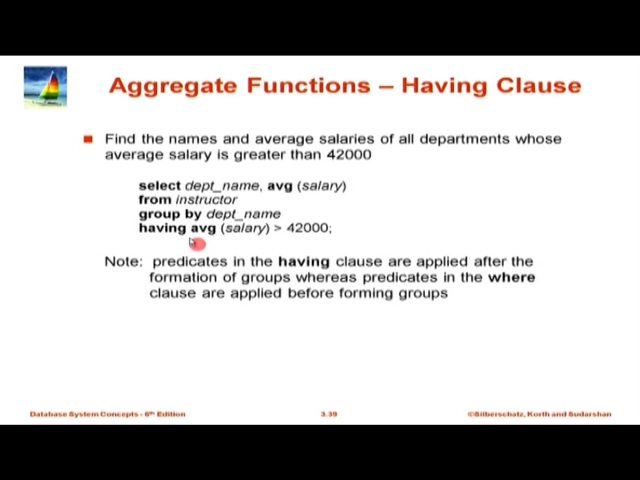 Aggregate Functions – Having Clause
Find the names and average salaries of all departments whose
average salary is greater than 42000
select dept_name, avg (salary)
from instructor
group by dept_name
having avg (salary) > 42000;
Note: predicates in the having clause are applied after the
formation of groups whereas predicates in the where
clause are applied before forming groups
Database System Concepts - 6th Edition
3.39
©Silberschatz, Korth and Sudarshan